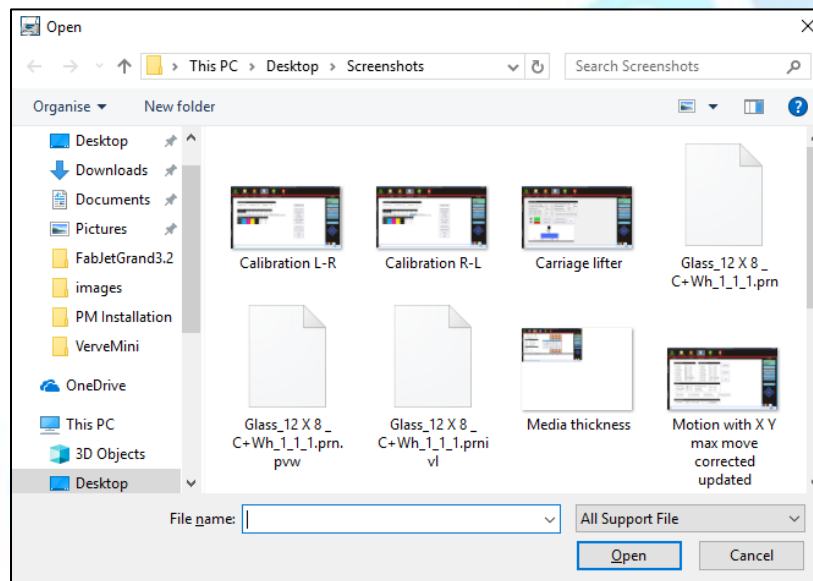 Open
This PC > Desktop > Screenshots
Search Screenshots
Organise
New folder
Desktop
Downloads
Documents
Pictures
FabJetGrand3.2
images
PM Installation
VerveMini
OneDrive
This PC
3D Objects
Desktop
Calibration L-R
Calibration R-L
Carriage lifter
Glass_12 X 8 _
C+Wh_1_1_1.prn
Glass_12 X 8 _
C+Wh_1_1_1.prn.
pvw
Glass_12 X 8 _
C+Wh_1_1_1.prni
vl
Media thickness
Motion with X Y
max move
corrected
updated
File name:
All Support File
Open
Cancel